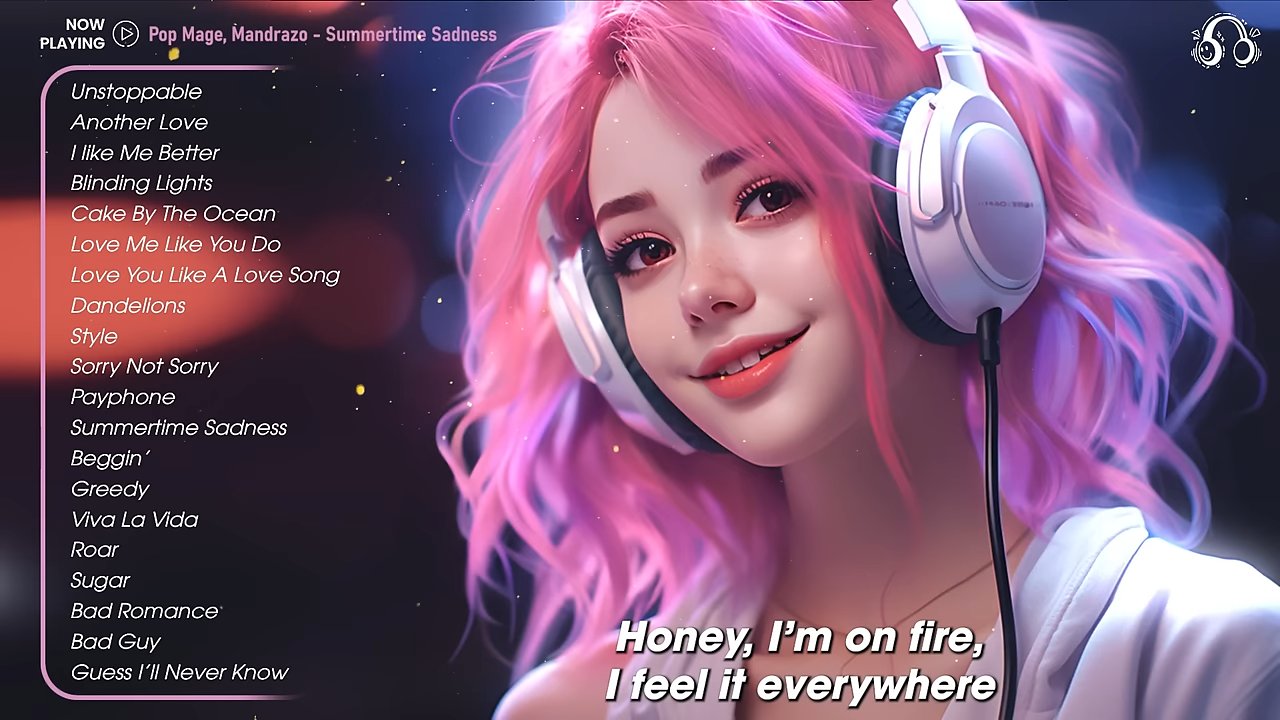 NOW
PLAYING
Pop Mage, Mandrazo - Summertime Sadness
Unstoppable
Another Love
I like Me Better
Blinding Lights
Cake By The Ocean
Love Me Like You Do
Love You Like A Love Song
Dandelions
Style
Sorry Not Sorry
Payphone
Summertime Sadness
Beggin'
Greedy
Viva La Vida
Roar
Sugar
Bad Romance
Bad Guy
Guess I'll Never Know
Honey, I'm on fire,
I feel it everywhere